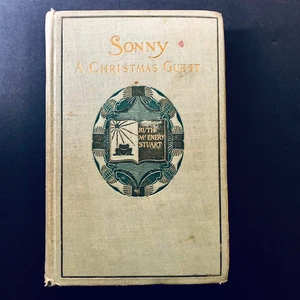 SONNY
A CHRISTMAS GUEST
RUTH
McENERY
STUART